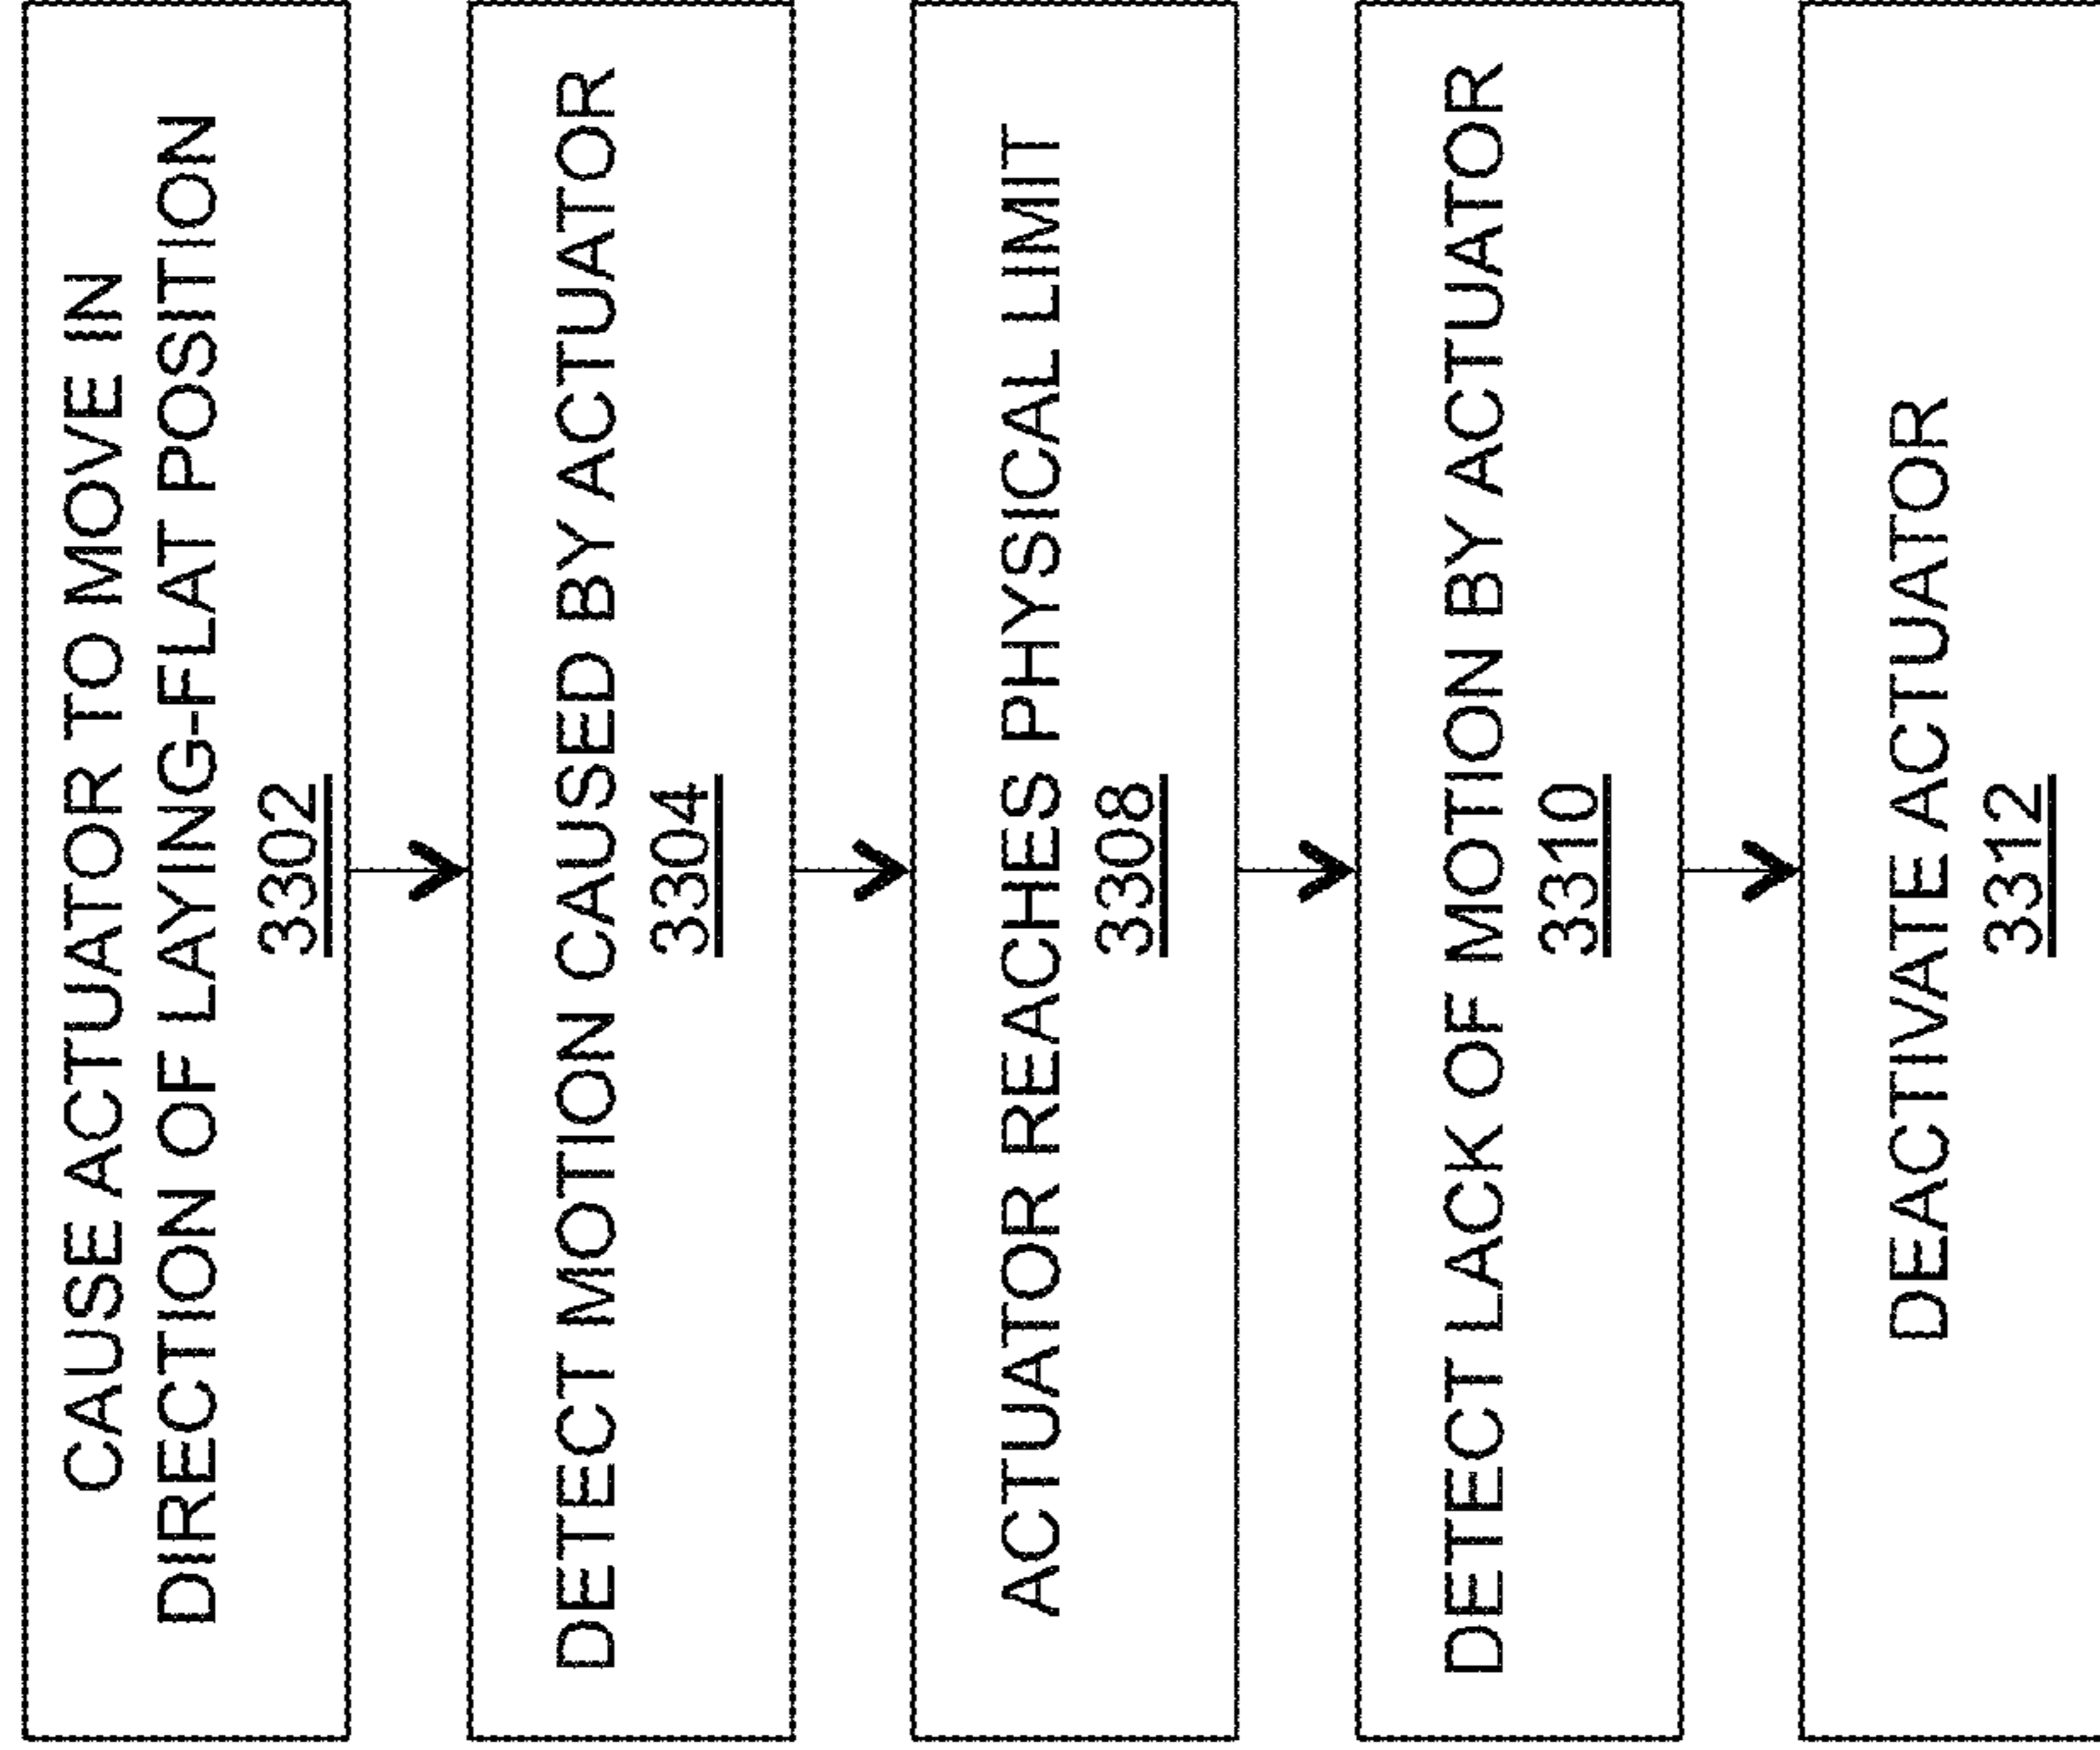 CAUSE ACTUATOR TO MOVE IN
DIRECTION OF LAYING-FLAT POSITION
3302
DETECT MOTION CAUSED BY ACTUATOR
3304
ACTUATOR REACHES PHYSICAL LIMIT
3308
DETECT LACK OF MOTION BY ACTUATOR
3310
DEACTIVATE ACTUATOR
3312